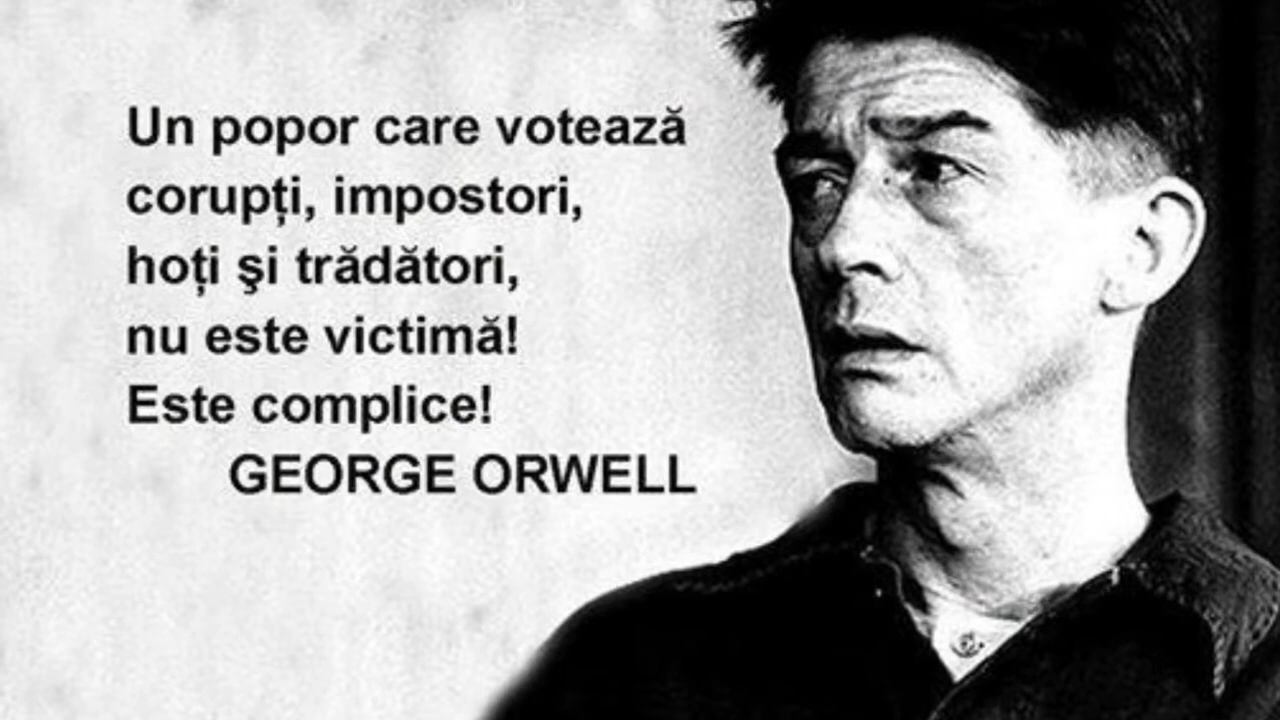 Un popor care votează
corupți, impostori,
hoți şi trădători,
nu este victimă!
Este complice!
GEORGE ORWELL